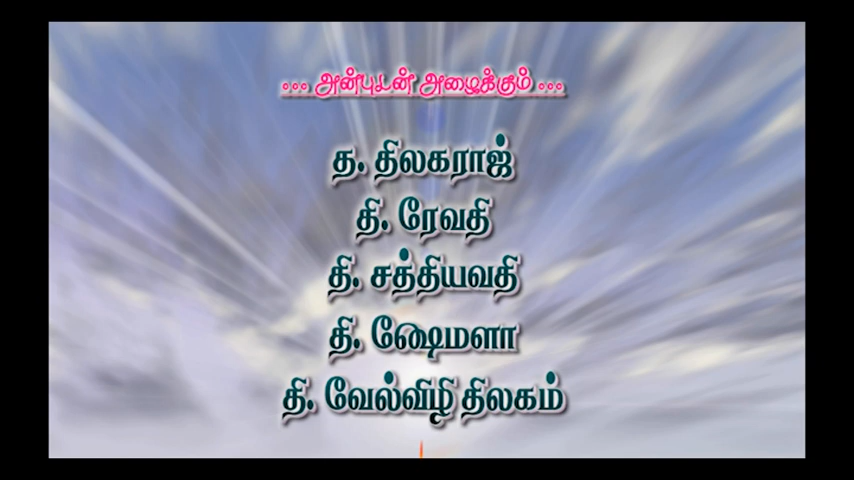 ... அன்புடன் அழைக்கும் ...
த. திலகராஜ்
தி. ரேவதி
தி. சத்தியவதி
தி. ஷேமளா
தி. வேல்விழி திலகம்